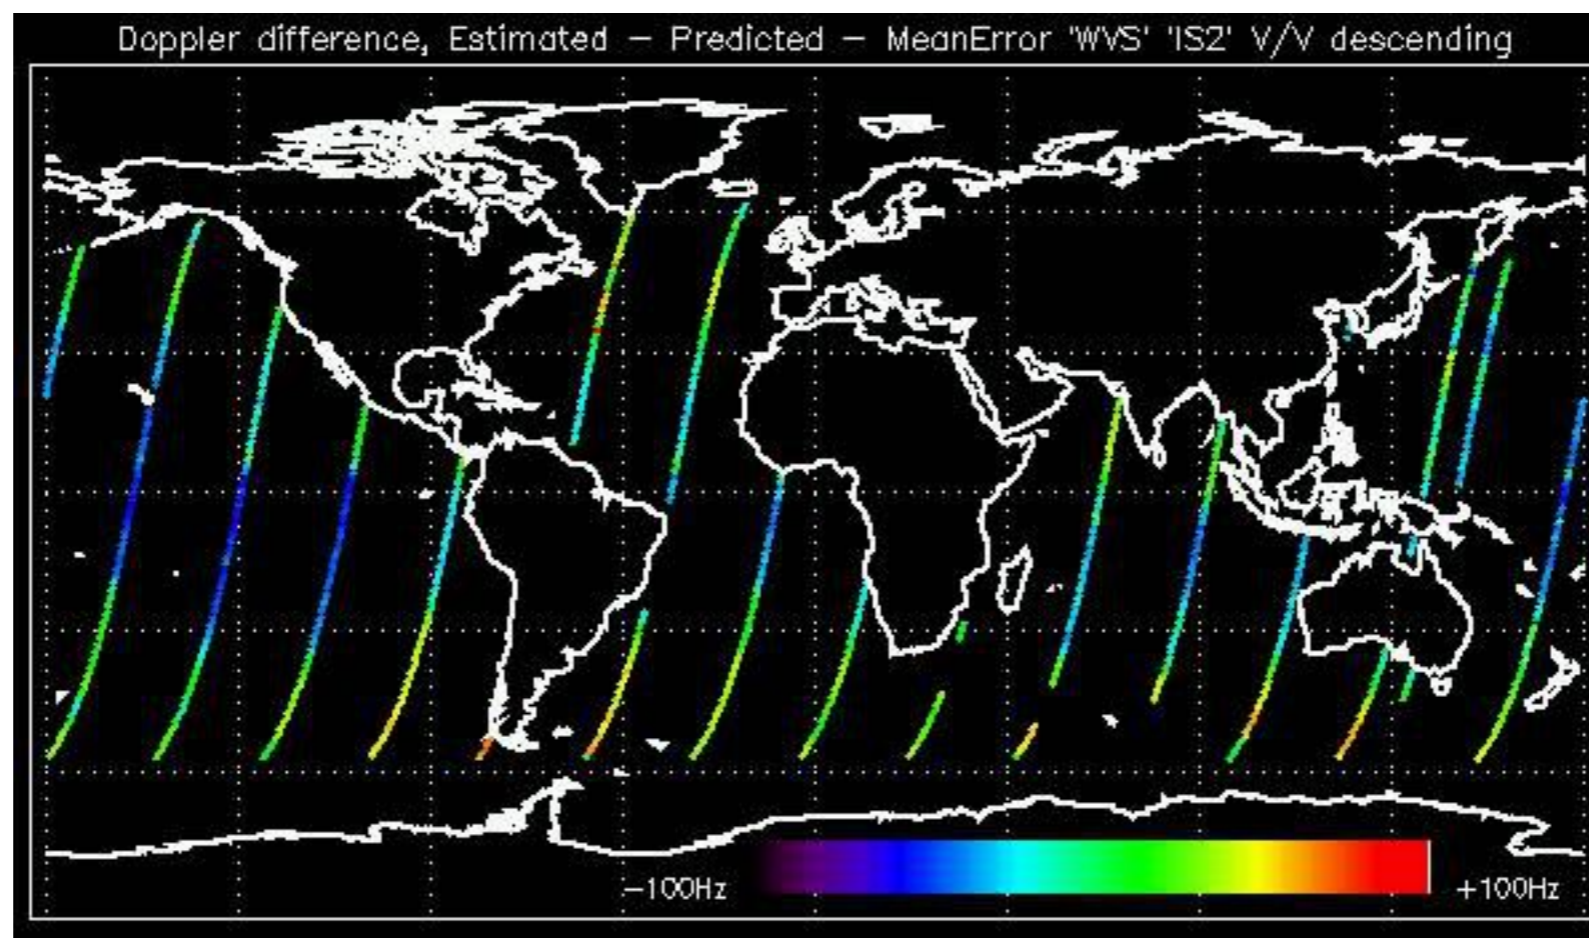 Doppler difference, Estimated - Predicted - MeanError 'WVS' 'IS2' V/V descending
-100Hz
+100Hz